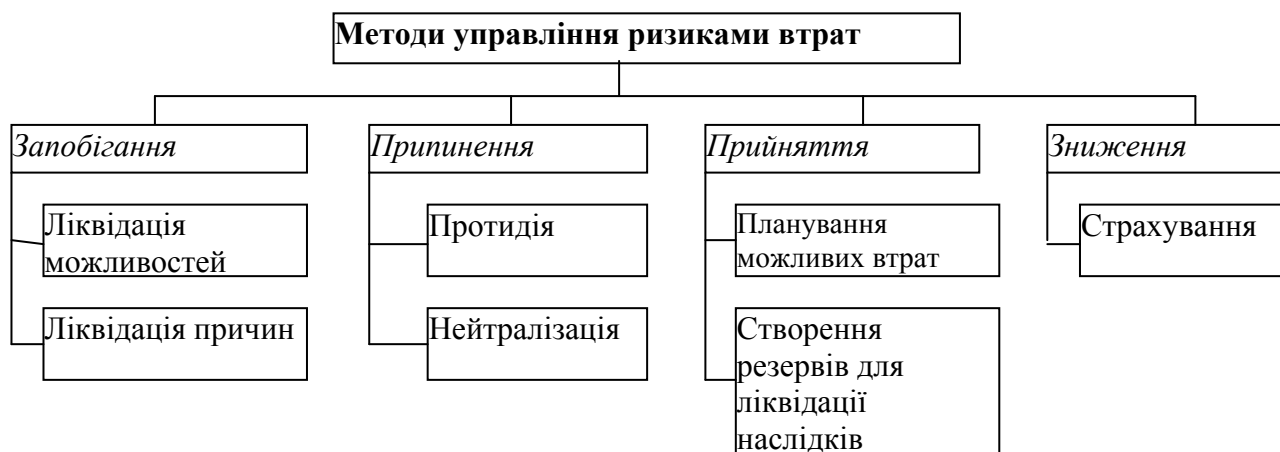 Методи управління ризиками втрат
Запобігання
Припинення
Прийняття
Зниження
Ліквідація
можливостей
Протидія
Планування
можливих втрат
Страхування
Ліквідація причин
Нейтралізація
Створення
резервів для
ліквідації
наслідків